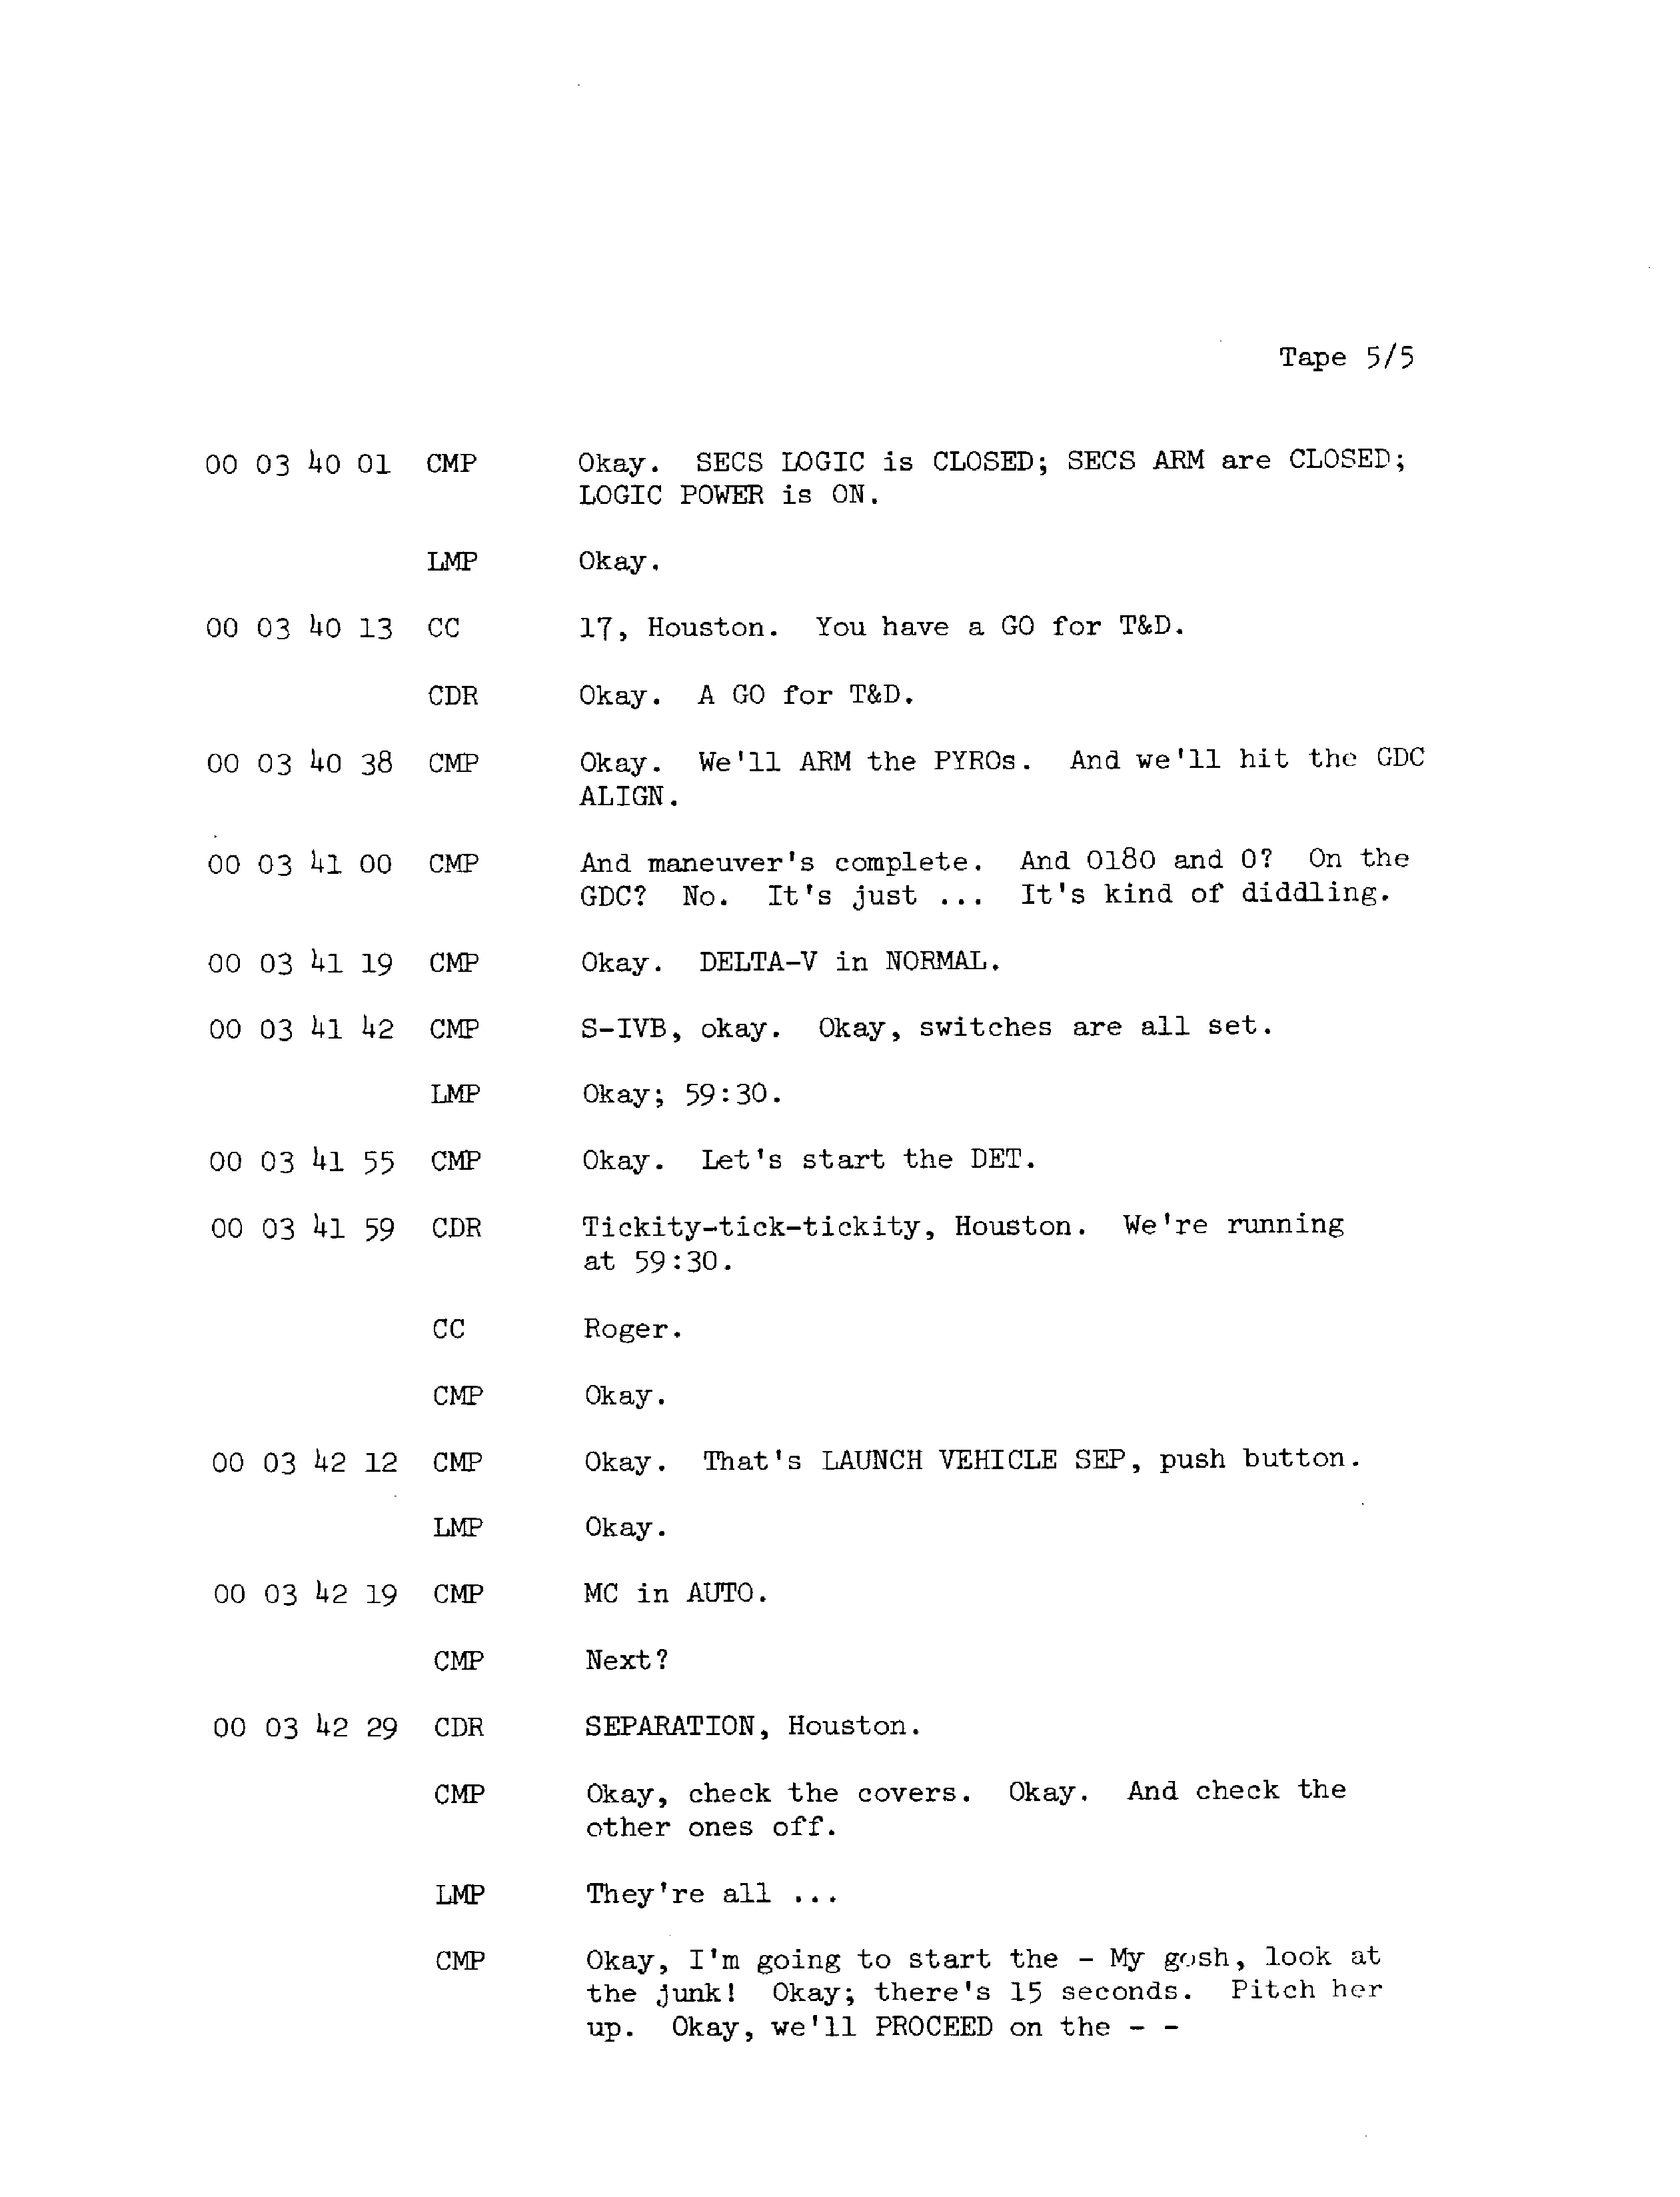 Tape 5/5
00 03 40 01 CMP Okay. SECS LOGIC is CLOSED; SECS ARM are CLOSED;
LOGIC POWER is ON.
LMP Okay.
00 03 40 13 CC 17, Houston. You have a GO for T&D.
CDR Okay. A GO for T&D.
00 03 40 38 CMP Okay. We'll ARM the PYROs. And we'll hit the GDC
ALIGN.
00 03 41 00 CMP And maneuver's complete. And 0180 and 0? On the
GDC? No. It's just ... It's kind of diddling.
00 03 41 19 CMP Okay. DELTA-V in NORMAL.
00 03 41 42 CMP S-IVB, okay. Okay, switches are all set.
LMP Okay; 59:30.
00 03 41 55 CMP Okay. Let's start the DET.
00 03 41 59 CDR Tickity-tick-tickity, Houston. We're running
at 59:30.
CC Roger.
CMP Okay.
00 03 42 12 CMP Okay. That's LAUNCH VEHICLE SEP, push button.
LMP Okay.
00 03 42 19 CMP MC in AUTO.
CMP Next?
00 03 42 29 CDR SEPARATION, Houston.
CMP Okay, check the covers. Okay. And check the
other ones off.
LMP They're all ...
CMP Okay, I'm going to start the - My gosh, look at
the junk! Okay; there's 15 seconds. Pitch her
up. Okay, we'll PROCEED on the - -